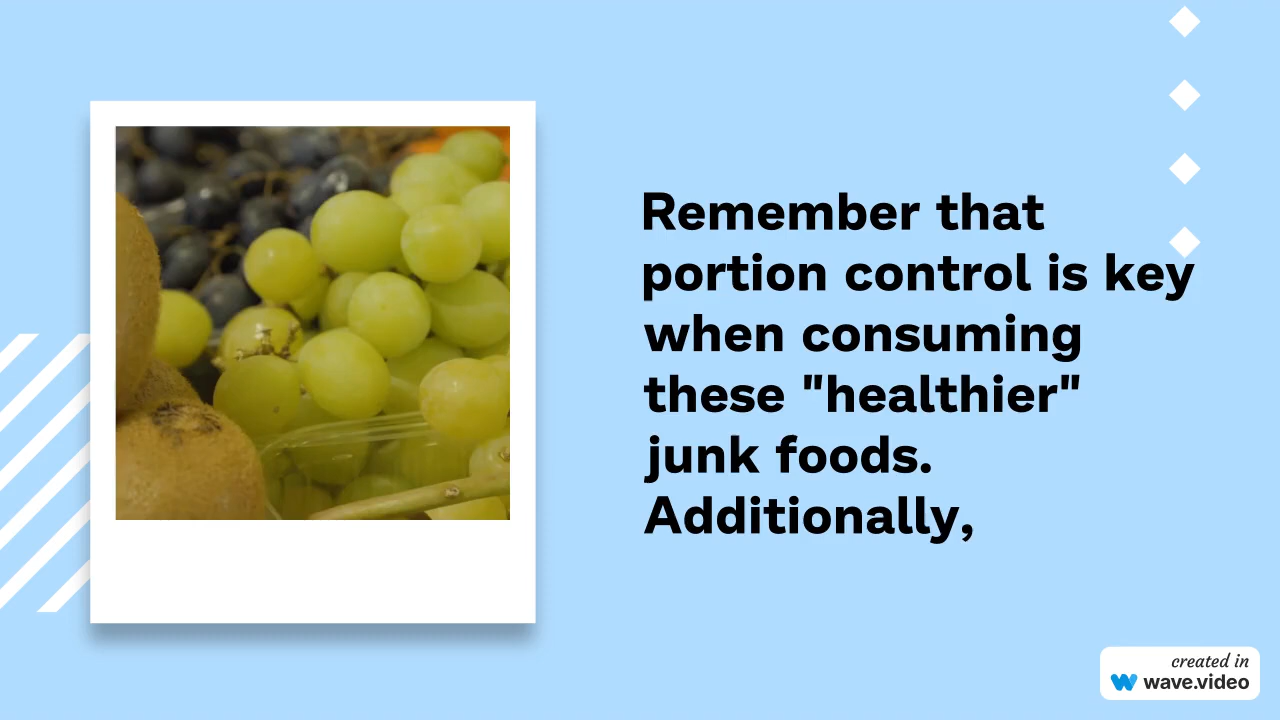 Remember that
portion control is key
when consuming
these "healthier"
junk foods.
Additionally,
created in
wave.video